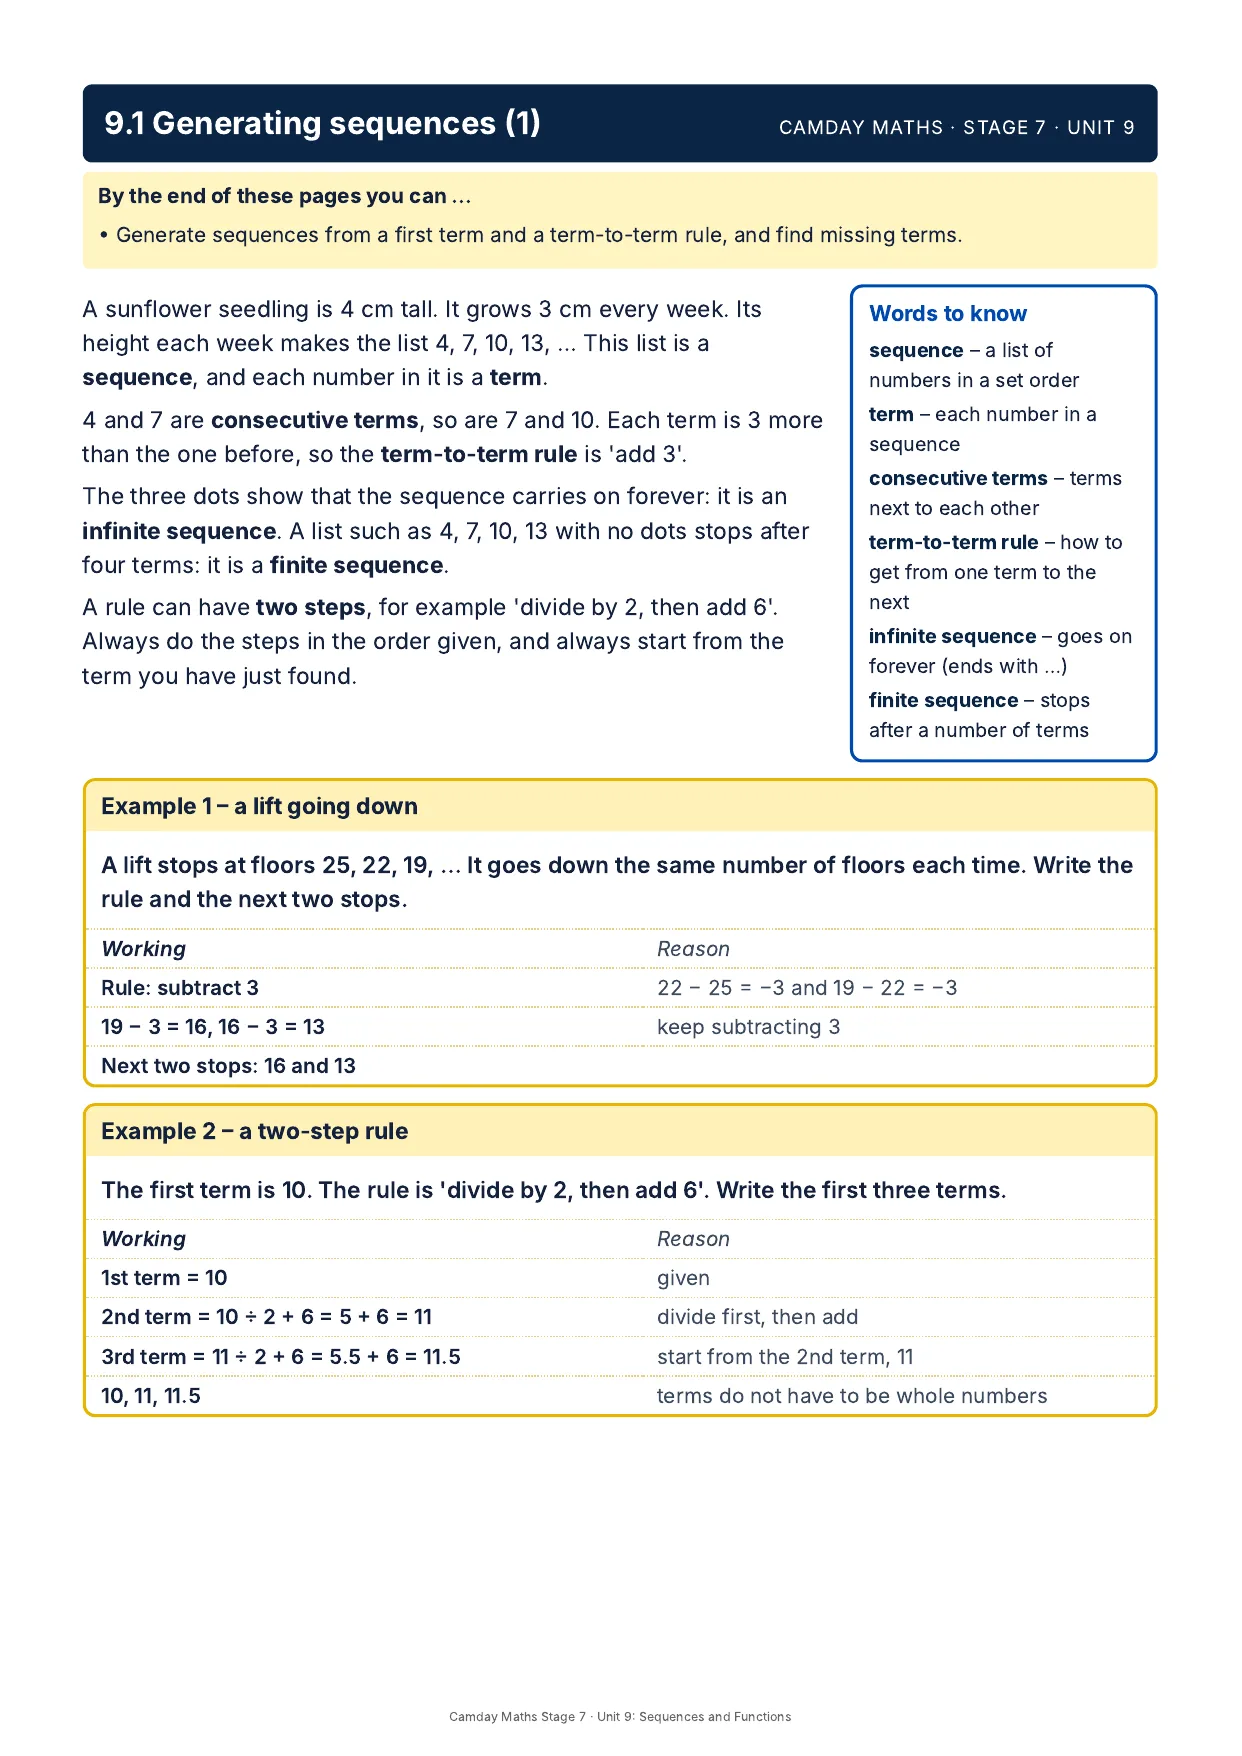 9.1 Generating sequences (1)
CAMDAY MATHS · STAGE 7 · UNIT 9
By the end of these pages you can …
• Generate sequences from a first term and a term-to-term rule, and find missing terms.
A sunflower seedling is 4 cm tall. It grows 3 cm every week. Its
height each week makes the list 4, 7, 10, 13, … This list is a
sequence, and each number in it is a term.
4 and 7 are consecutive terms, so are 7 and 10. Each term is 3 more
than the one before, so the term-to-term rule is 'add 3'.
The three dots show that the sequence carries on forever: it is an
infinite sequence. A list such as 4, 7, 10, 13 with no dots stops after
four terms: it is a finite sequence.
A rule can have two steps, for example 'divide by 2, then add 6'.
Always do the steps in the order given, and always start from the
term you have just found.
Words to know
sequence – a list of
numbers in a set order
term – each number in a
sequence
consecutive terms – terms
next to each other
term-to-term rule – how to
get from one term to the
next
infinite sequence – goes on
forever (ends with …)
finite sequence – stops
after a number of terms
Example 1 – a lift going down
A lift stops at floors 25, 22, 19, … It goes down the same number of floors each time. Write the
rule and the next two stops.
Working
Reason
Rule: subtract 3
22 − 25 = −3 and 19 − 22 = −3
19 − 3 = 16, 16 − 3 = 13
keep subtracting 3
Next two stops: 16 and 13
Example 2 – a two-step rule
The first term is 10. The rule is 'divide by 2, then add 6'. Write the first three terms.
Working
Reason
1st term = 10
given
2nd term = 10 ÷ 2 + 6 = 5 + 6 = 11
divide first, then add
3rd term = 11 ÷ 2 + 6 = 5.5 + 6 = 11.5
start from the 2nd term, 11
10, 11, 11.5
terms do not have to be whole numbers
Camday Maths Stage 7 · Unit 9: Sequences and Functions